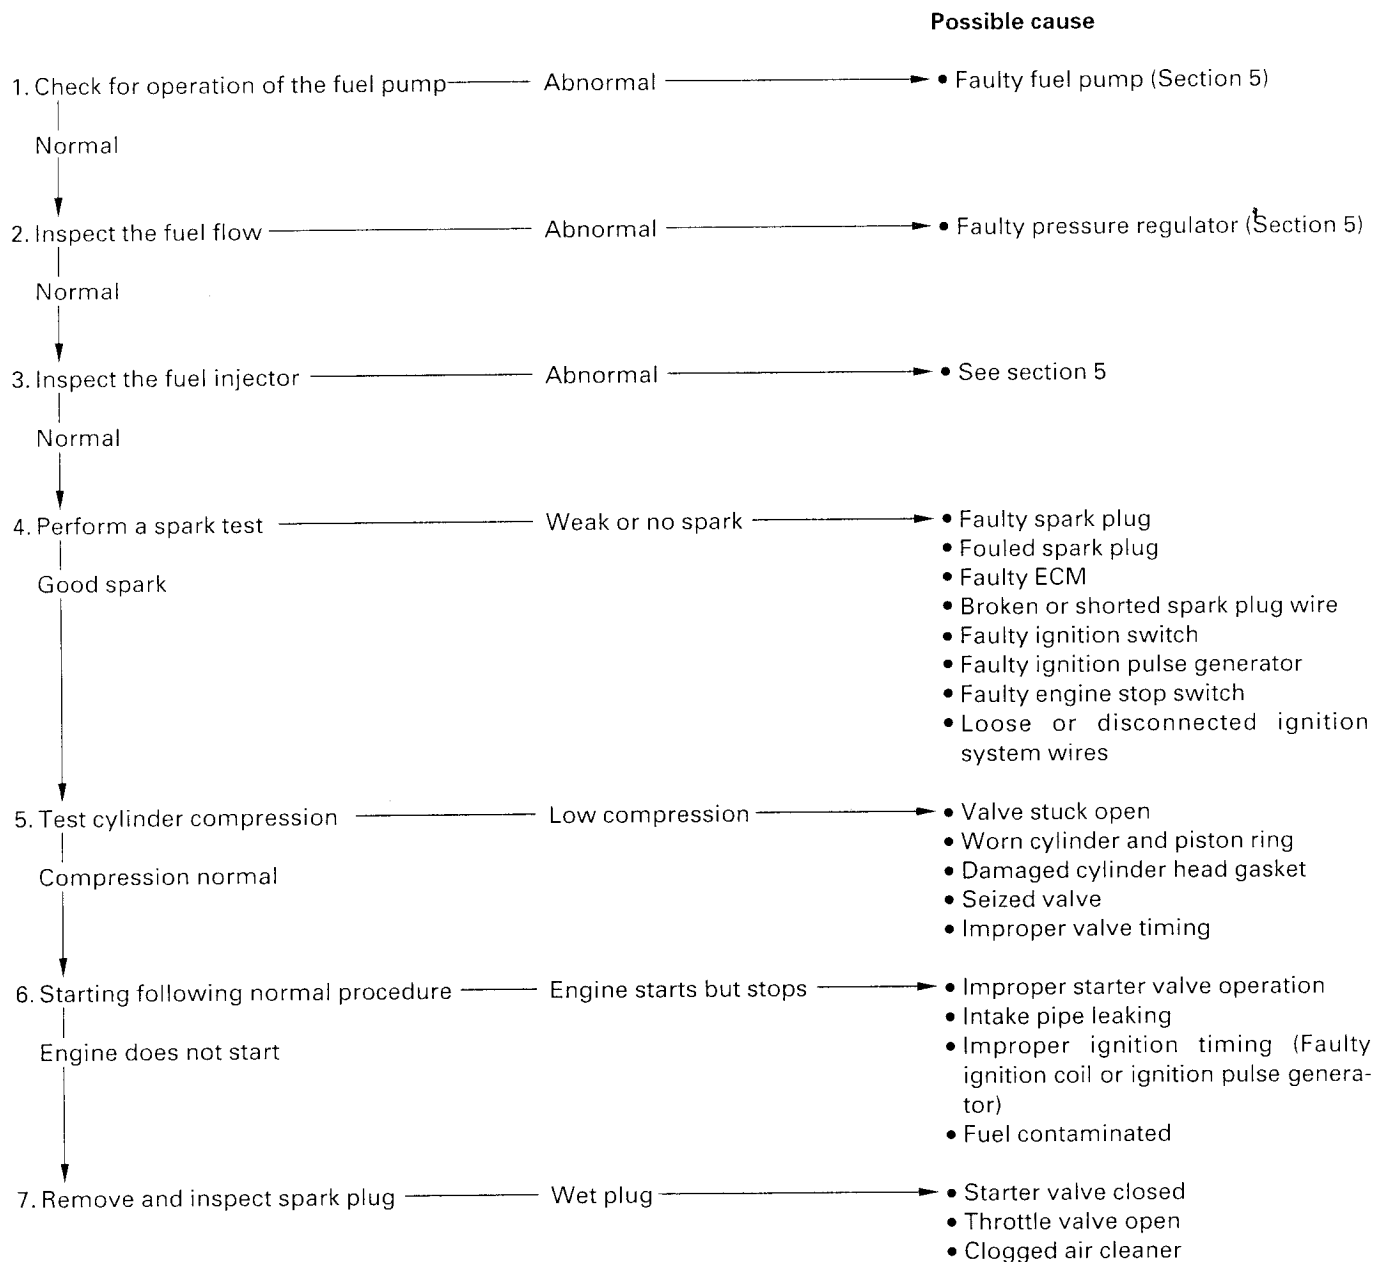 Possible cause
1. Check for operation of the fuel pump Abnormal • Faulty fuel pump (Section 5)
Normal
2. Inspect the fuel flow Abnormal • Faulty pressure regulator (Section 5)
Normal
3. Inspect the fuel injector Abnormal • See section 5
Normal
4. Perform a spark test Weak or no spark • Faulty spark plug
• Fouled spark plug
Good spark
• Faulty ECM
• Broken or shorted spark plug wire
• Faulty ignition switch
• Faulty ignition pulse generator
• Faulty engine stop switch
• Loose or disconnected ignition
system wires
5. Test cylinder compression Low compression • Valve stuck open
• Worn cylinder and piston ring
Compression normal • Damaged cylinder head gasket
• Seized valve
• Improper valve timing
6. Starting following normal procedure Engine starts but stops • Improper starter valve operation
• Intake pipe leaking
Engine does not start • Improper ignition timing (Faulty
ignition coil or ignition pulse genera-
tor)
• Fuel contaminated
7. Remove and inspect spark plug Wet plug • Starter valve closed
• Throttle valve open
• Clogged air cleaner